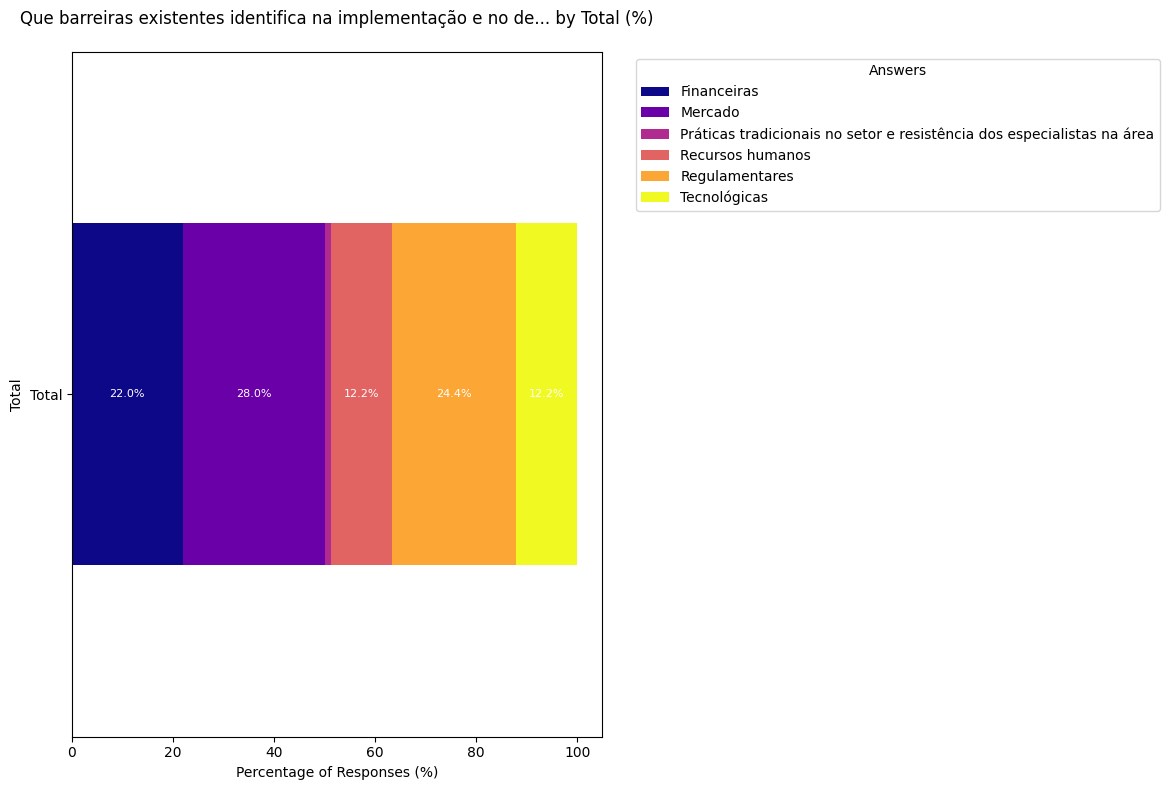 Que barreiras existentes identifica na implementação e no de... by Total (%)
Answers
Financeiras
Mercado
Práticas tradicionais no setor e resistência dos especialistas na área
Recursos humanos
Regulamentares
Tecnológicas
Total
Total
22.0%
28.0%
12.2%
24.4%
12.2%
0
20
40
60
80
100
Percentage of Responses (%)